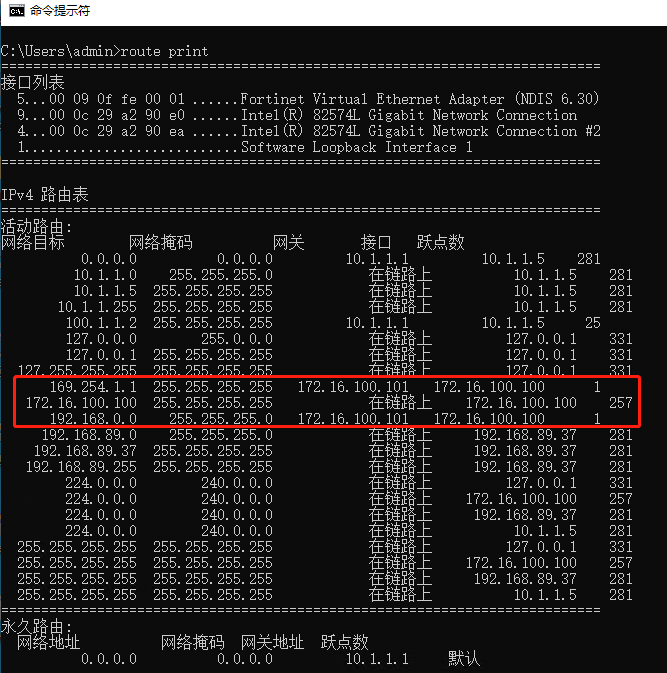 命令提示符
C:\Users\admin>route print
===========================================================================
接口列表
  5...00 09 0f fe 00 01 ......Fortinet Virtual Ethernet Adapter (NDIS 6.30)
  9...00 0c 29 a2 90 e0 ......Intel(R) 82574L Gigabit Network Connection
  4...00 0c 29 a2 90 ea ......Intel(R) 82574L Gigabit Network Connection #2
  1...........................Software Loopback Interface 1
===========================================================================
IPv4 路由表
===========================================================================
活动路由:
网络目标        网络掩码          网关       接口   跃点数
          0.0.0.0          0.0.0.0         10.1.1.1         10.1.1.5    281
         10.1.1.0    255.255.255.0            在链路上          10.1.1.5    281
         10.1.1.5  255.255.255.255            在链路上          10.1.1.5    281
       10.1.1.255  255.255.255.255            在链路上          10.1.1.5    281
        100.1.1.2  255.255.255.255         10.1.1.1         10.1.1.5     25
        127.0.0.0        255.0.0.0            在链路上         127.0.0.1    331
        127.0.0.1  255.255.255.255            在链路上         127.0.0.1    331
  127.255.255.255  255.255.255.255            在链路上         127.0.0.1    331
      169.254.1.1  255.255.255.255   172.16.100.101   172.16.100.100      1
   172.16.100.100  255.255.255.255            在链路上    172.16.100.100    257
      192.168.0.0    255.255.255.0   172.16.100.101   172.16.100.100      1
     192.168.89.0    255.255.255.0            在链路上     192.168.89.37    281
    192.168.89.37  255.255.255.255            在链路上     192.168.89.37    281
   192.168.89.255  255.255.255.255            在链路上     192.168.89.37    281
        224.0.0.0        240.0.0.0            在链路上         127.0.0.1    331
        224.0.0.0        240.0.0.0            在链路上    172.16.100.100    257
        224.0.0.0        240.0.0.0            在链路上     192.168.89.37    281
        224.0.0.0        240.0.0.0            在链路上          10.1.1.5    281
  255.255.255.255  255.255.255.255            在链路上         127.0.0.1    331
  255.255.255.255  255.255.255.255            在链路上    172.16.100.100    257
  255.255.255.255  255.255.255.255            在链路上     192.168.89.37    281
  255.255.255.255  255.255.255.255            在链路上          10.1.1.5    281
===========================================================================
永久路由:
  网络地址          网络掩码  网关地址  跃点数
          0.0.0.0          0.0.0.0         10.1.1.1     默认